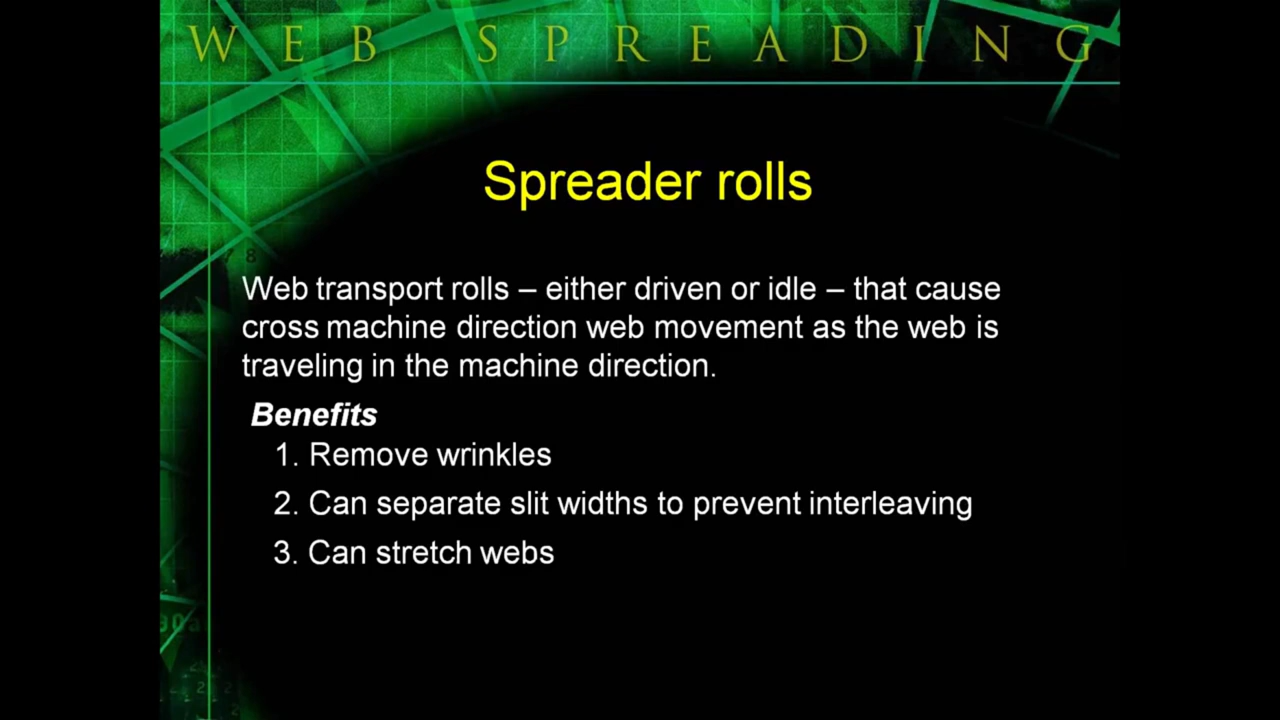 WEB SPREADING
Spreader rolls
Web transport rolls – either driven or idle – that cause
cross machine direction web movement as the web is
traveling in the machine direction.
Benefits
1. Remove wrinkles
2. Can separate slit widths to prevent interleaving
3. Can stretch webs